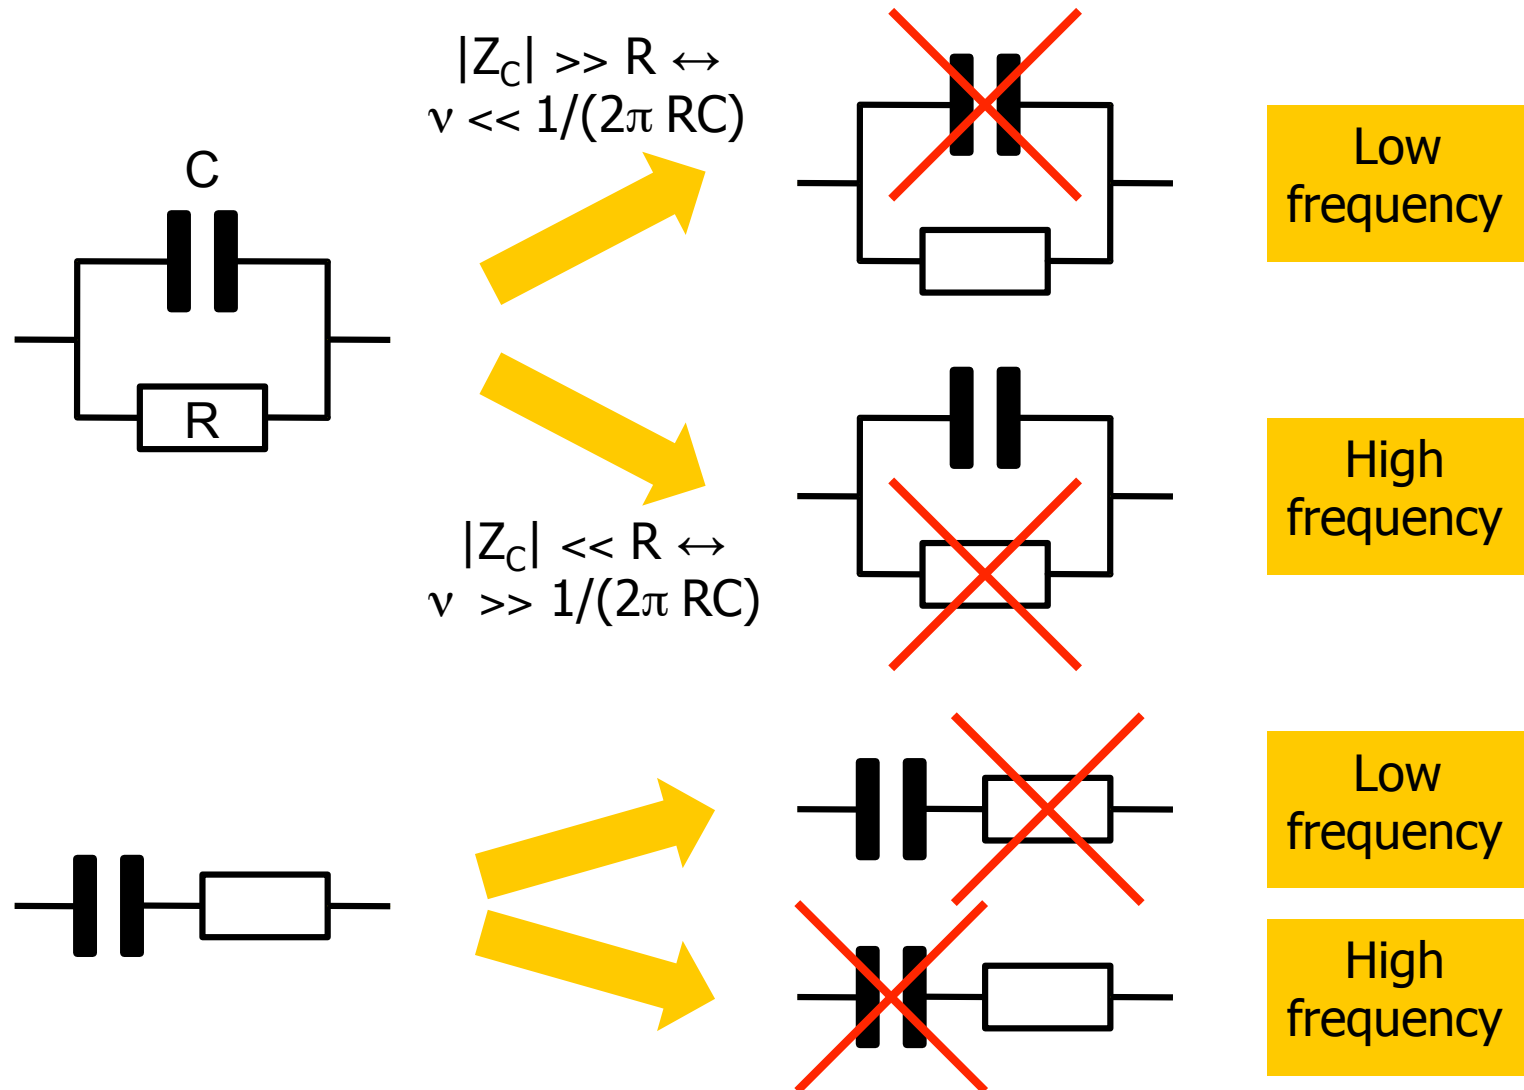 |Z_C| >> R ↔
ν << 1/(2π RC)
Low
frequency
C
R
High
frequency
|Z_C| << R ↔
ν >> 1/(2π RC)
Low
frequency
High
frequency